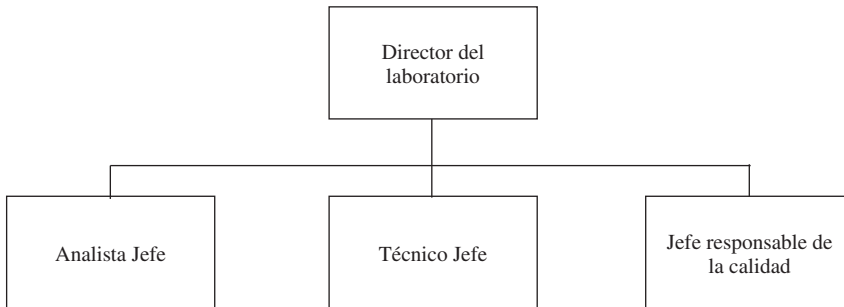 Director del
laboratorio
Analista Jefe
Técnico Jefe
Jefe responsable de
la calidad